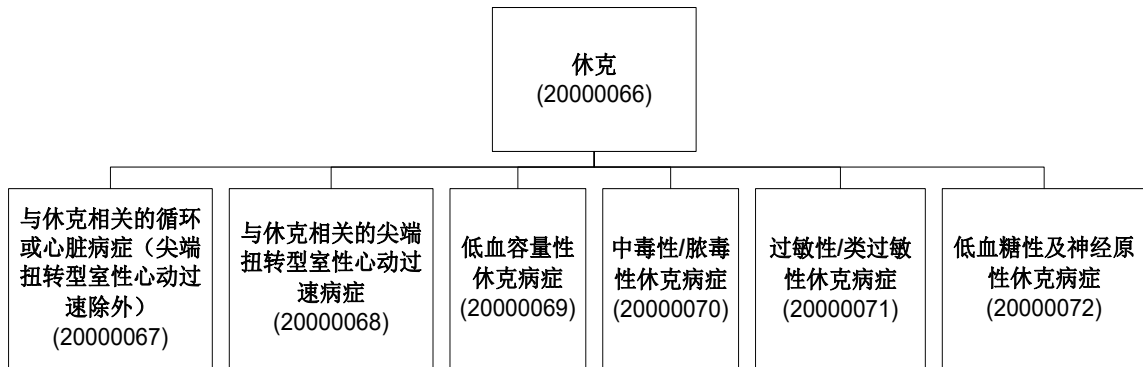 休克
(20000066)
与休克相关的循环
或心脏病症（尖端
扭转型室性心动过
速除外）
(20000067)
与休克相关的尖端
扭转型室性心动过
速病症
(20000068)
低血容量性
休克病症
(20000069)
中毒性/脓毒
性休克病症
(20000070)
过敏性/类过敏
性休克病症
(20000071)
低血糖性及神经原
性休克病症
(20000072)